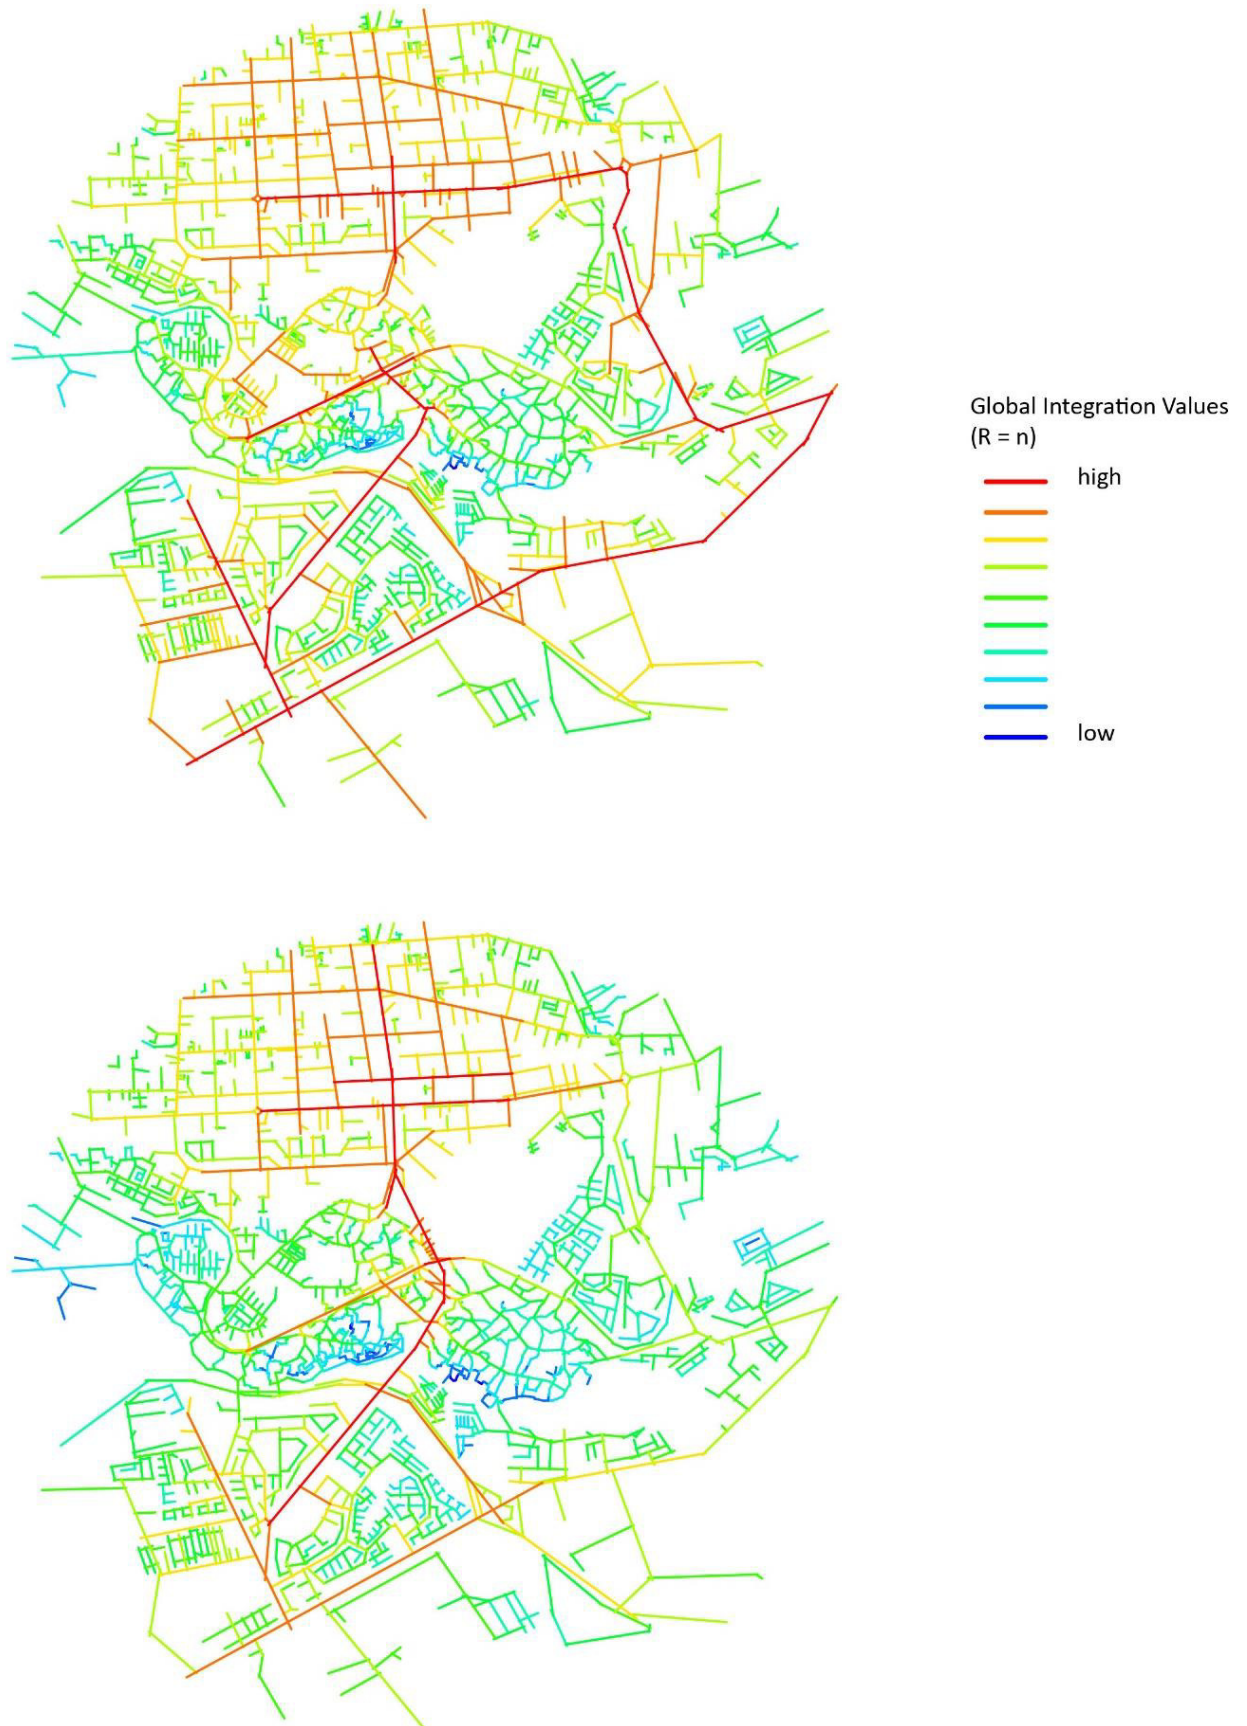 Global Integration Values
(R = n)
high
low